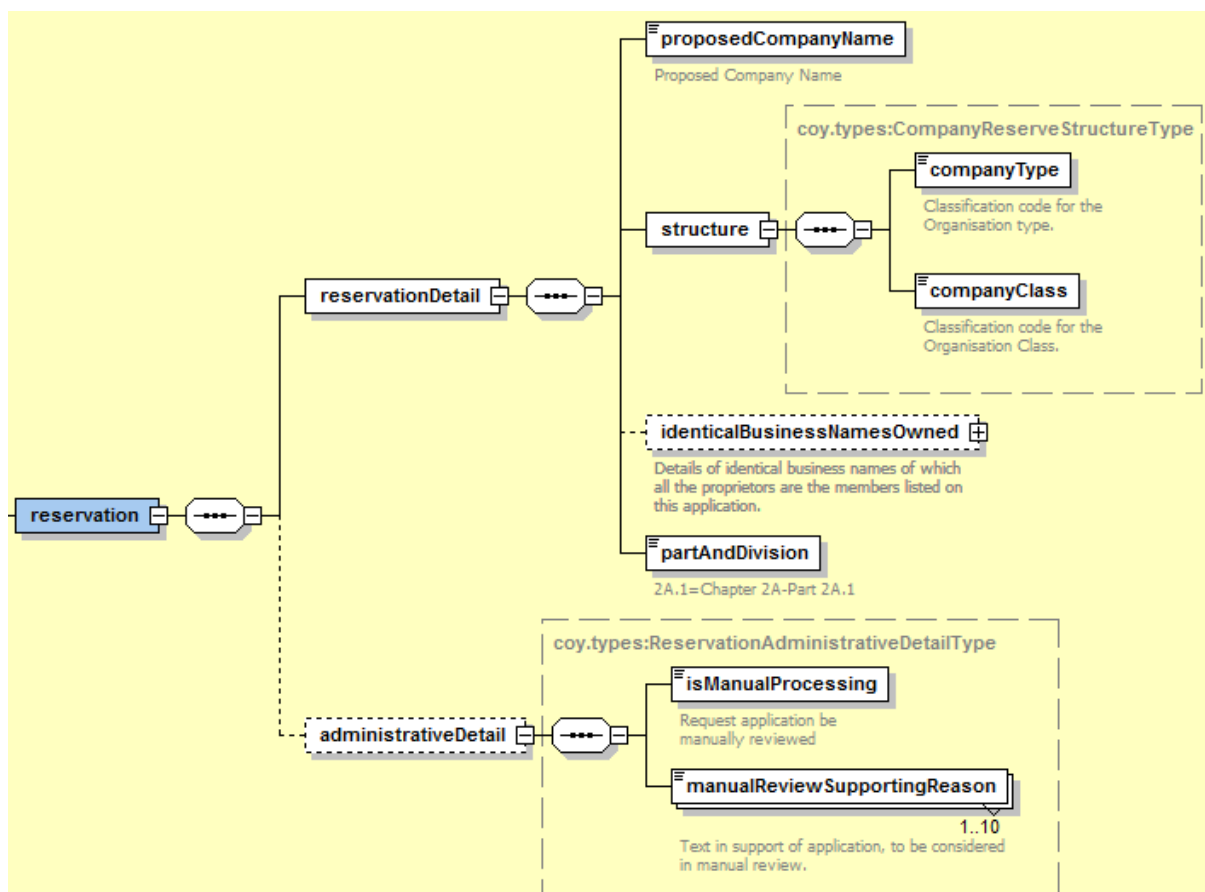 proposedCompanyName
Proposed Company Name
coy.types:CompanyReserveStructureType
companyType
Classification code for the
Organisation type.
structure
companyClass
Classification code for the
Organisation Class.
reservationDetail
identicalBusinessNamesOwned
Details of identical business names of which
all the proprietors are the members listed on
this application.
reservation
partAndDivision
2A.1=Chapter 2A-Part 2A.1
coy.types:ReservationAdministrativeDetailType
isManualProcessing
Request application be
manually reviewed
administrativeDetail
manualReviewSupportingReason
1..10
Text in support of application, to be considered
in manual review.